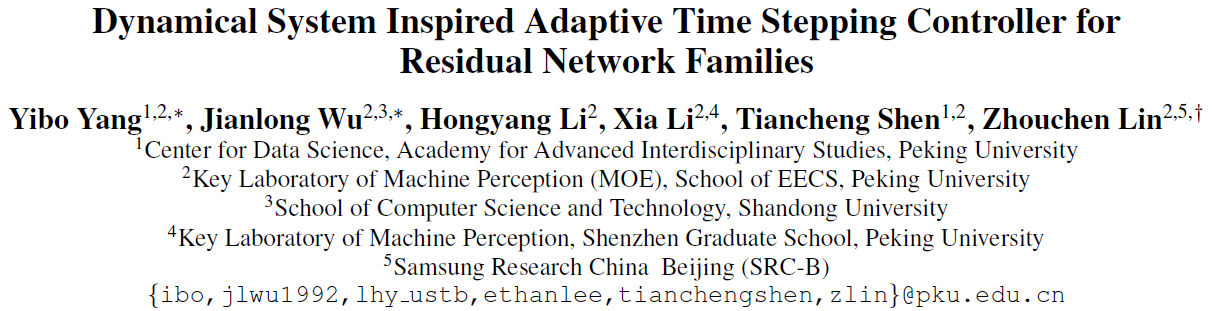 Dynamical System Inspired Adaptive Time Stepping Controller for
Residual Network Families
Yibo Yang1,2,*, Jianlong Wu2,3,*, Hongyang Li2, Xia Li2,4, Tiancheng Shen1,2, Zhouchen Lin2,5,†
1Center for Data Science, Academy for Advanced Interdisciplinary Studies, Peking University
2Key Laboratory of Machine Perception (MOE), School of EECS, Peking University
3School of Computer Science and Technology, Shandong University
4Key Laboratory of Machine Perception, Shenzhen Graduate School, Peking University
5Samsung Research China Beijing (SRC-B)
{ibo,jlwu1992,lhy_ustb,ethanlee,tianchengshen,zlin}@pku.edu.cn